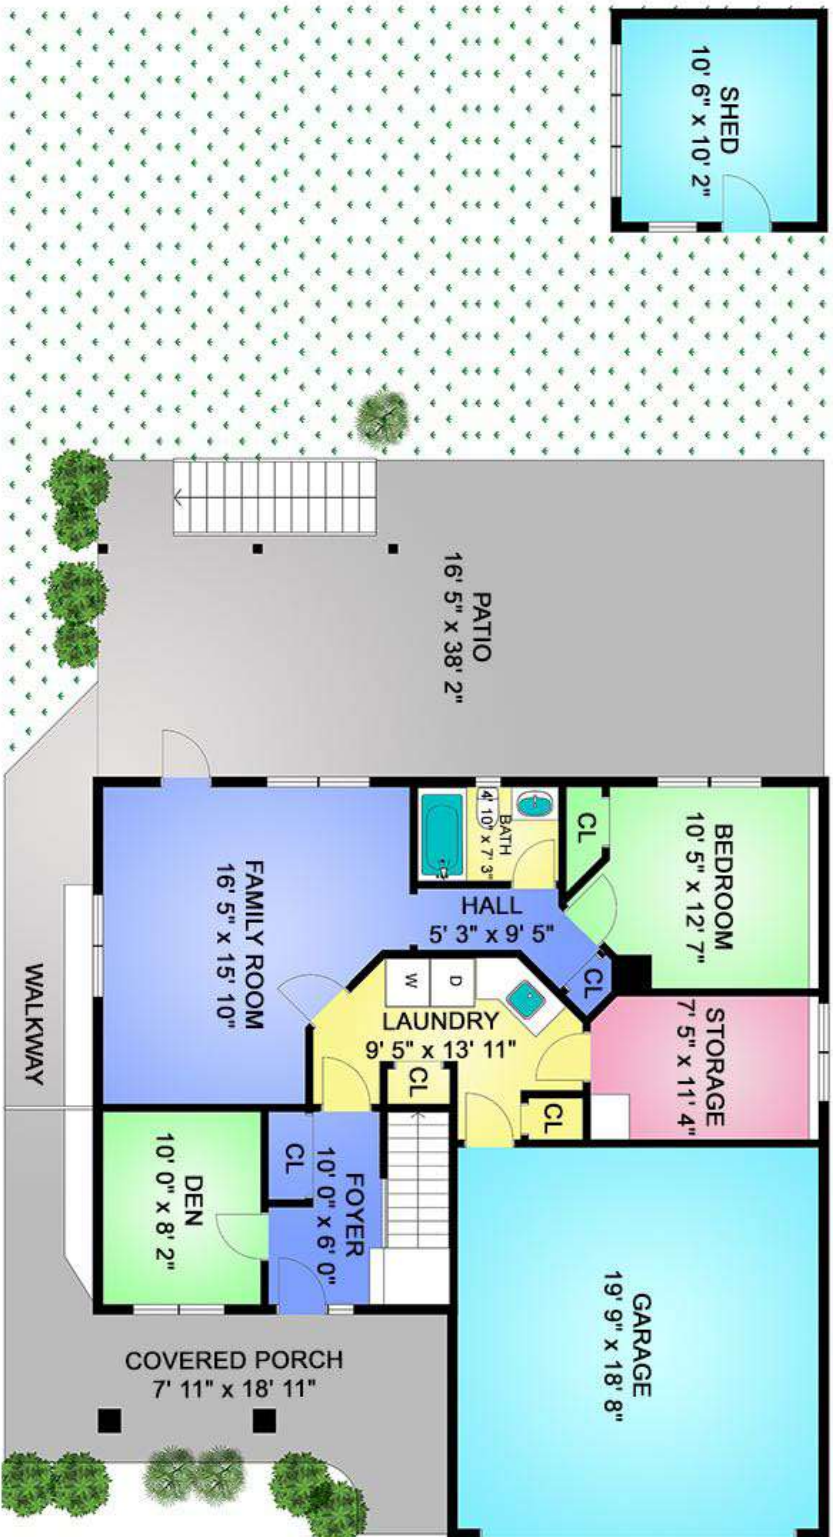 SHED
10' 6" x 10' 2"
PATIO
16' 5" x 38' 2"
BEDROOM
10' 5" x 12' 7"
CL
BATH
4' 10" x 7' 3"
HALL
5' 3" x 9' 5"
CL
FAMILY ROOM
16' 5" x 15' 10"
W
D
LAUNDRY
9' 5" x 13' 11"
CL
CL
STORAGE
7' 5" x 11' 4"
WALKWAY
DEN
10' 0" x 8' 2"
CL
FOYER
10' 0" x 6' 0"
GARAGE
19' 9" x 18' 8"
COVERED PORCH
7' 11" x 18' 11"